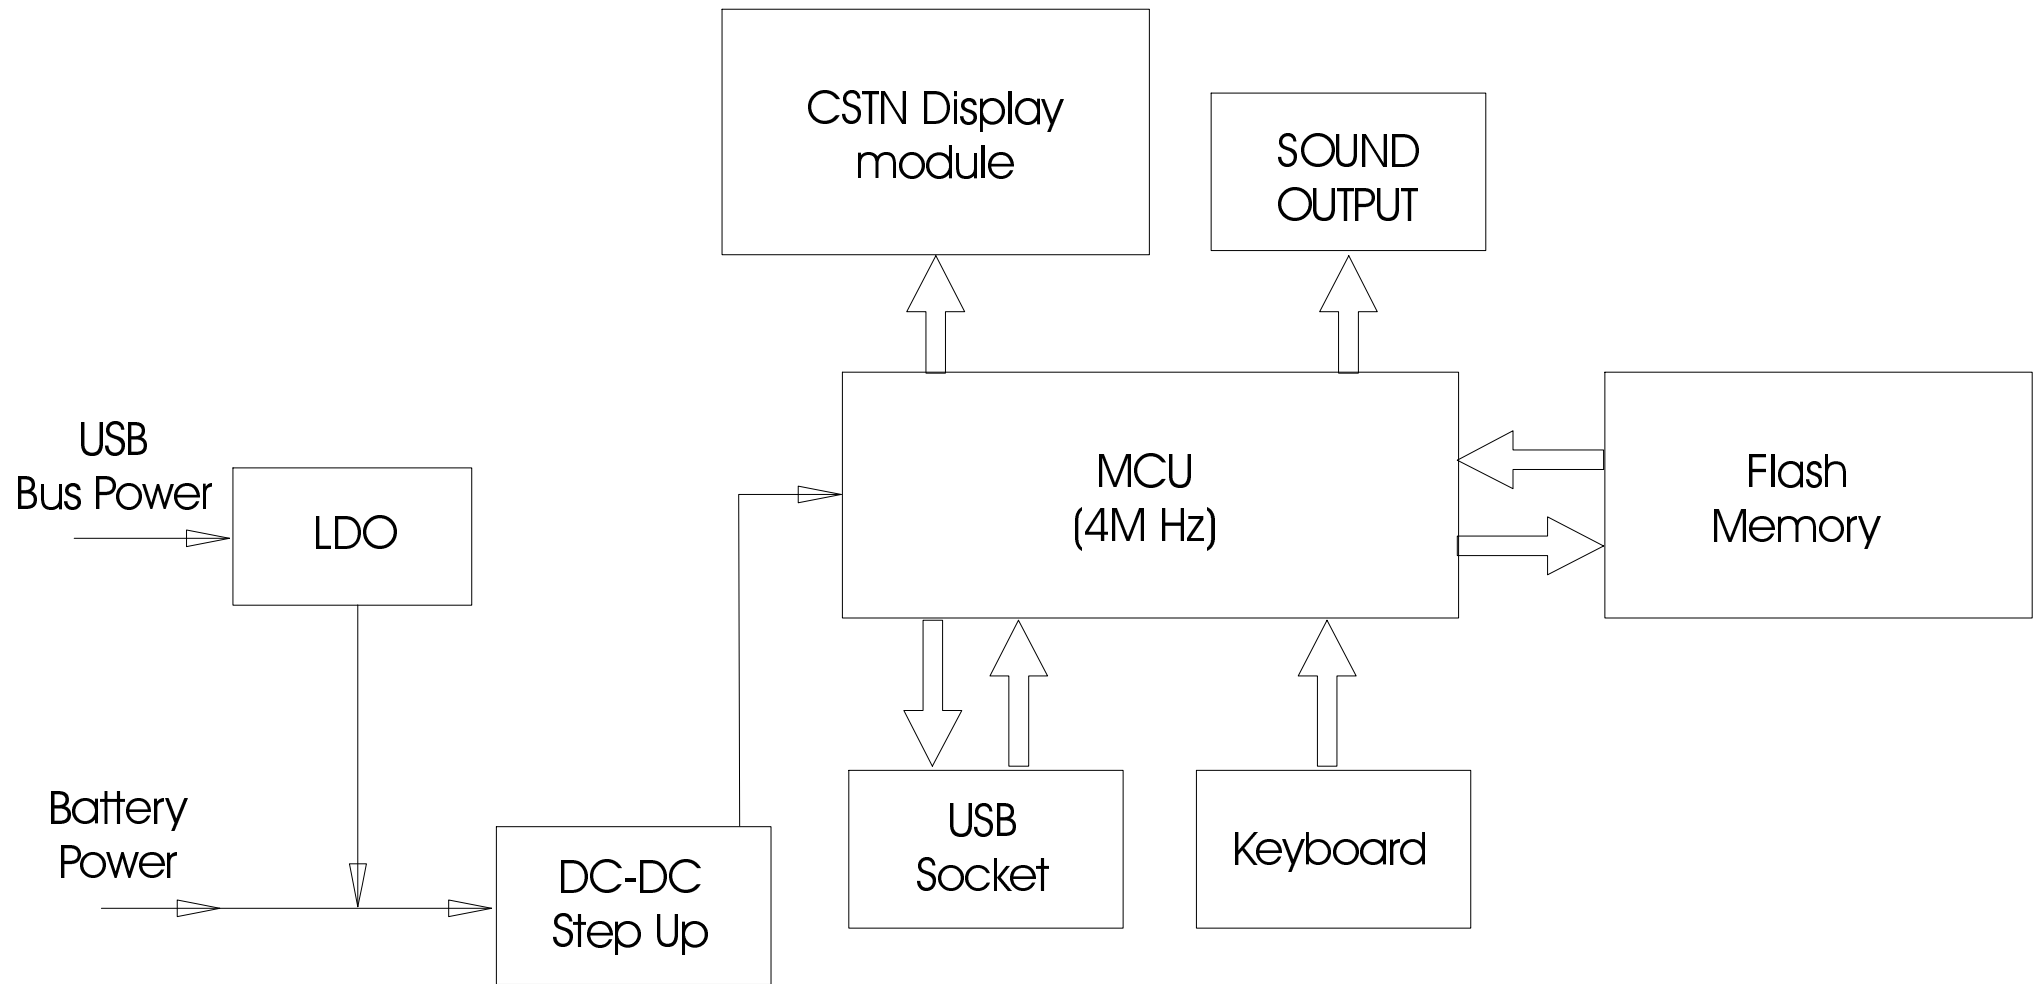 CSTN Display
module
SOUND
OUTPUT
USB
Bus Power
LDO
MCU
(4M Hz)
Flash
Memory
Battery
Power
DC-DC
Step Up
USB
Socket
Keyboard